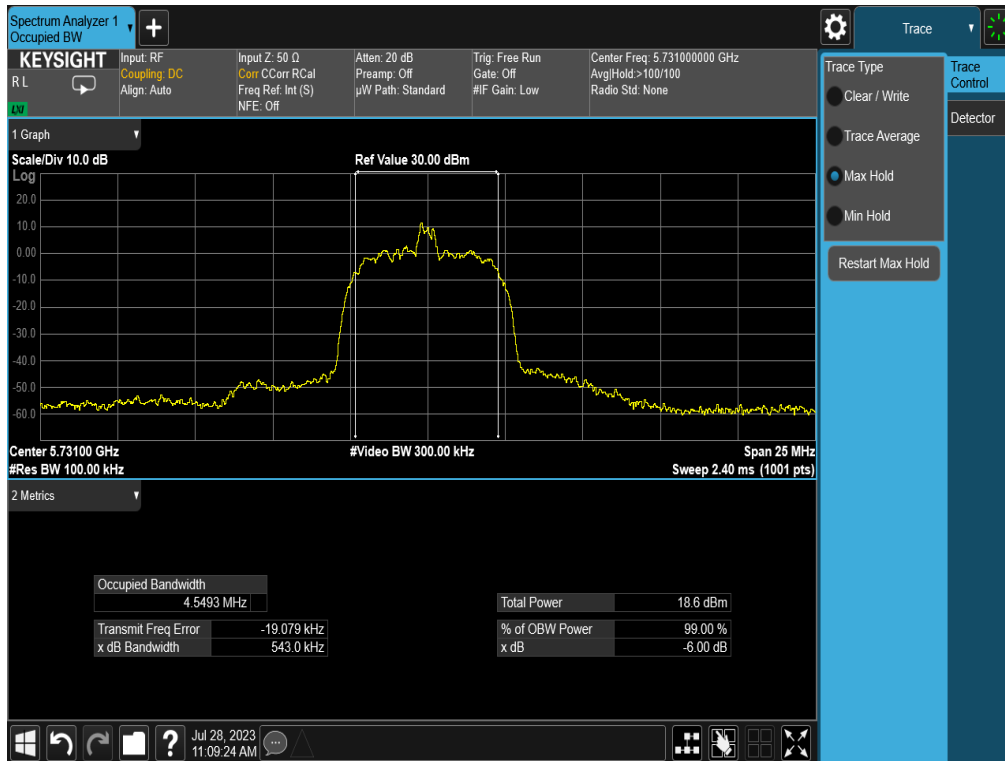 Spectrum Analyzer 1
Occupied BW
+
Trace
KEYSIGHT
R L
LXI
Input: RF
Coupling: DC
Align: Auto
Input Z: 50 Ω
Corr CCorr RCal
Freq Ref: Int (S)
NFE: Off
Atten: 20 dB
Preamp: Off
µW Path: Standard
Trig: Free Run
Gate: Off
#IF Gain: Low
Center Freq: 5.731000000 GHz
Avg|Hold:>100/100
Radio Std: None
Trace Type
Clear / Write
Trace Average
Max Hold
Min Hold
Restart Max Hold
Trace
Control
Detector
1 Graph
Scale/Div 10.0 dB
Ref Value 30.00 dBm
Log
20.0
10.0
0.00
-10.0
-20.0
-30.0
-40.0
-50.0
-60.0
Center 5.73100 GHz
#Video BW 300.00 kHz
Span 25 MHz
#Res BW 100.00 kHz
Sweep 2.40 ms (1001 pts)
2 Metrics
Occupied Bandwidth
4.5493 MHz
Total Power 18.6 dBm
Transmit Freq Error -19.079 kHz
% of OBW Power 99.00 %
x dB Bandwidth 543.0 kHz
x dB -6.00 dB
?
Jul 28, 2023
11:09:24 AM